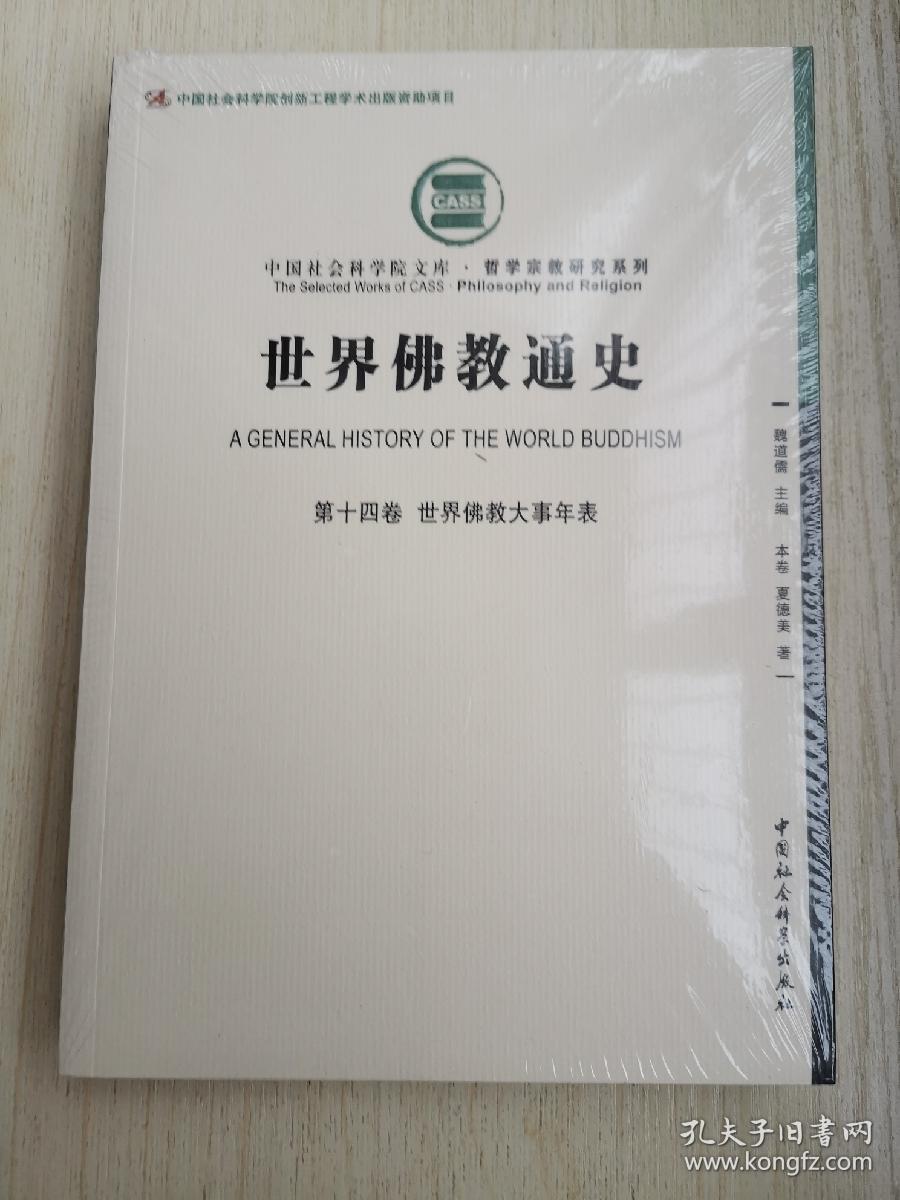 中国社会科学院创新工程学术出版资助项目
CASS
中国社会科学院文库·哲学宗教研究系列
The Selected Works of CASS · Philosophy and Religion
世界佛教通史
A GENERAL HISTORY OF THE WORLD BUDDHISM
第十四卷 世界佛教大事年表
魏道儒 主编 本卷 夏德美 著
中国社会科学出版社
孔夫子旧书网
www.kongfz.com